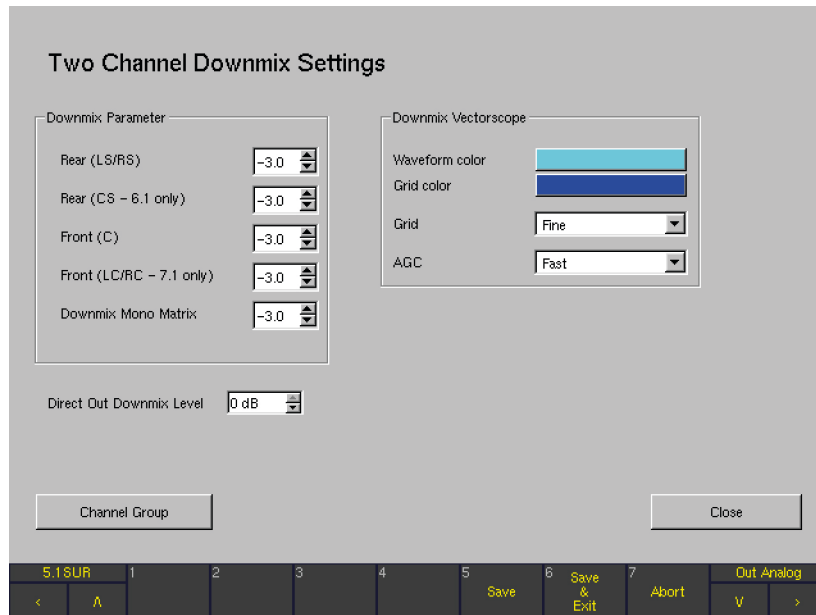 Two Channel Downmix Settings
Downmix Parameter
Rear (LS/RS) -3.0
Rear (CS - 6.1 only) -3.0
Front (C) -3.0
Front (LC/RC - 7.1 only) -3.0
Downmix Mono Matrix -3.0
Direct Out Downmix Level 0 dB
Downmix Vectorscope
Waveform color
Grid color
Grid Fine
AGC Fast
Channel Group
Close
5.1SUR
< Λ
1
2
3
4
5 Save
6 Save
&
Exit
7 Abort
Out Analog
V >